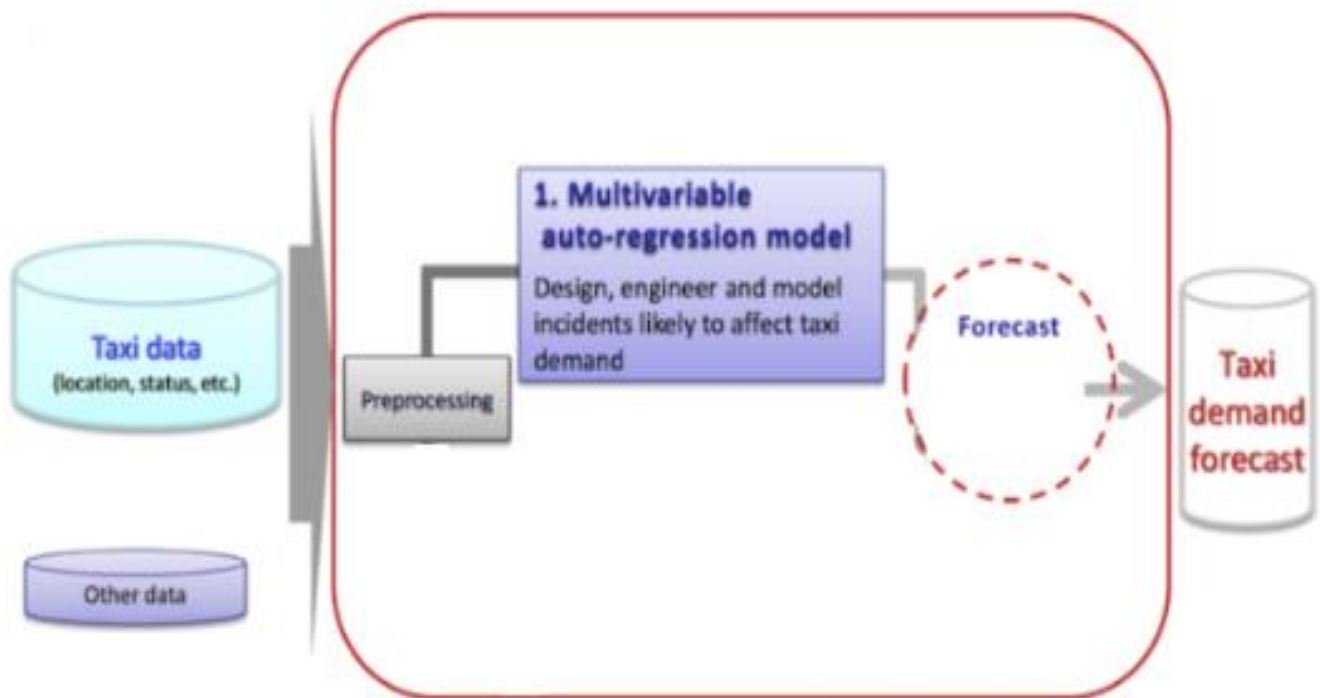 Taxi data
(location, status, etc.)
Other data
Preprocessing
1. Multivariable
auto-regression model
Design, engineer and model
incidents likely to affect taxi
demand
Forecast
Taxi
demand
forecast